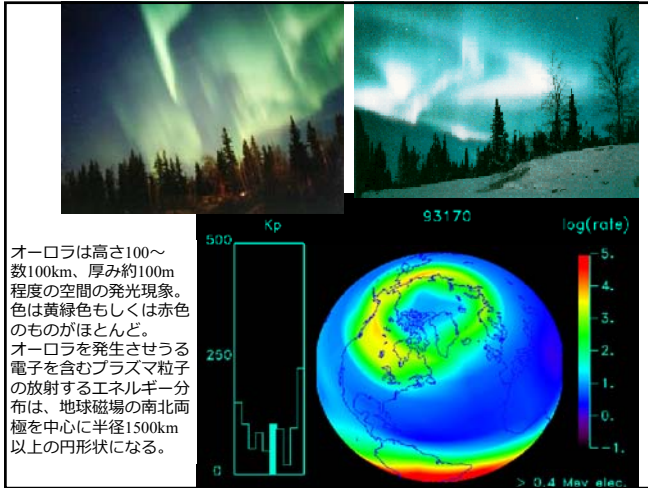 オーロラは高さ100〜
数100km、厚み約100m
程度の空間の発光現象。
色は黄緑色もしくは赤色
のものがほとんど。
オーロラを発生させうる
電子を含むプラズマ粒子
の放射するエネルギー分
布は、地球磁場の南北両
極を中心に半径1500km
以上の円形状になる。
Kp
93170
log(rate)
500
250
0
5.
4.
3.
2.
1.
0.
-1.
> 0.4 Mev elec.